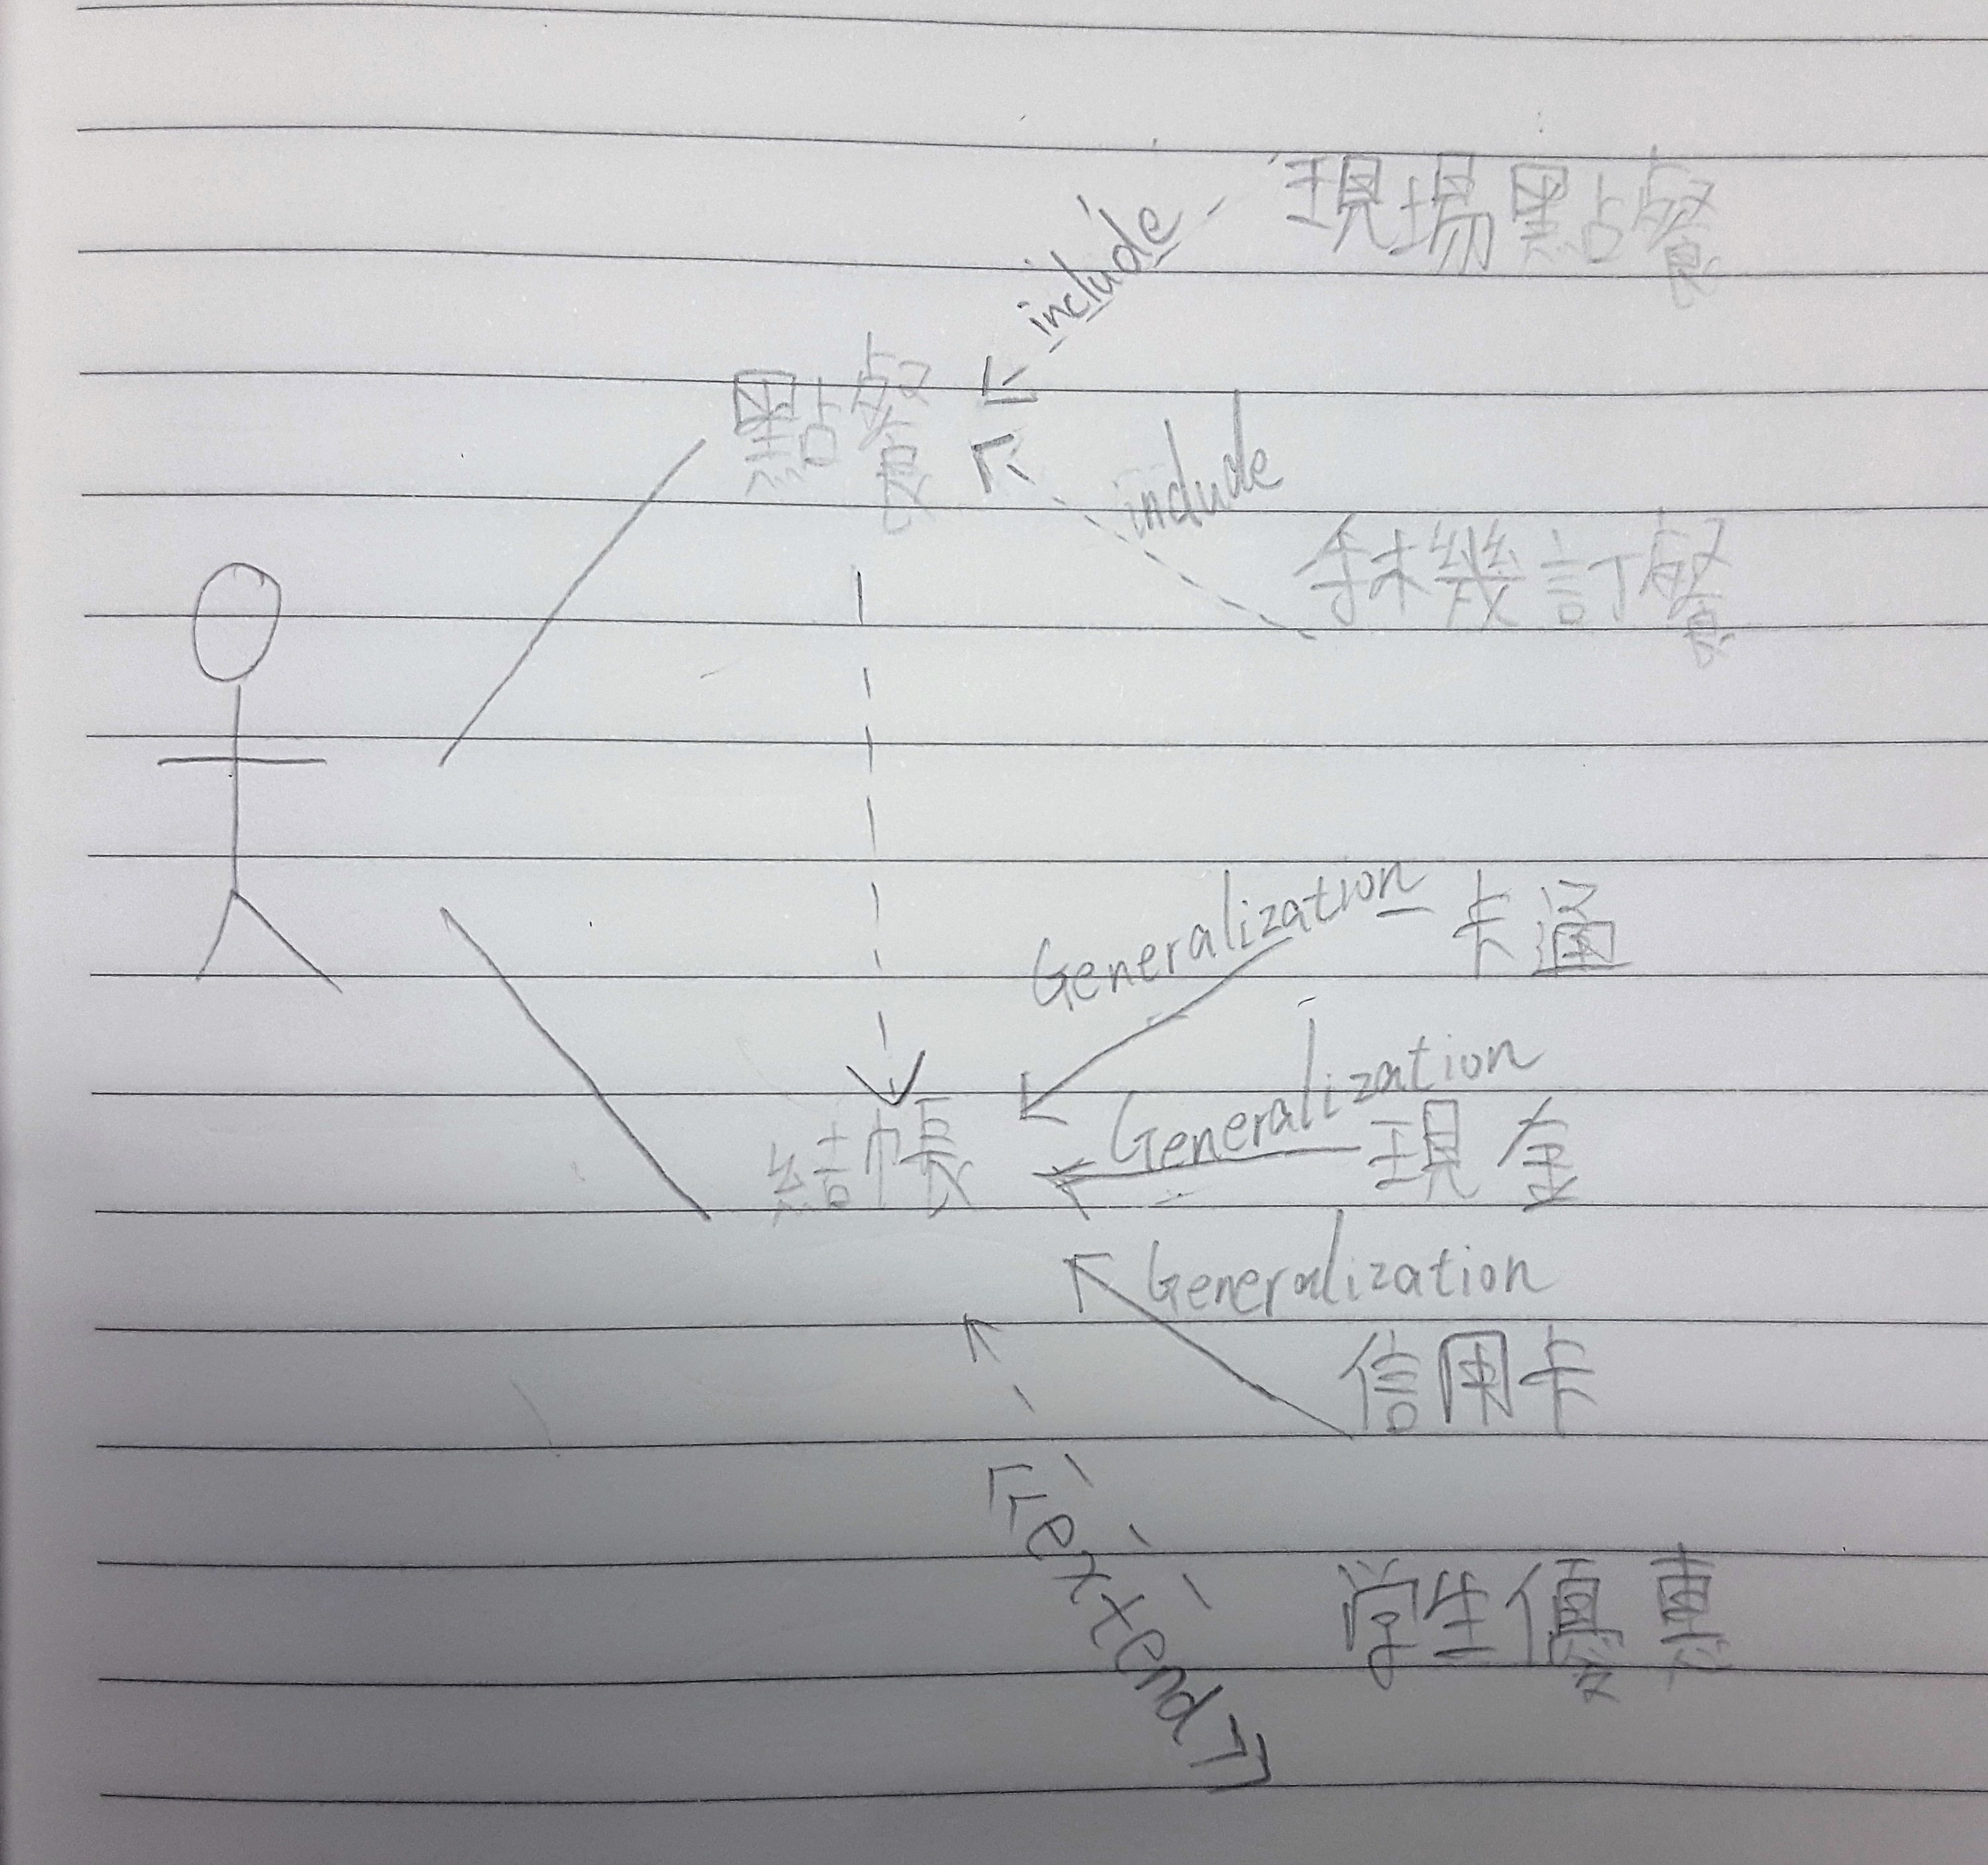 現場點餐
include
點餐
include
手機訂餐
Generalization
卡通
Generalization
結帳
現金
Generalization
信用卡
『extend』
学生優惠